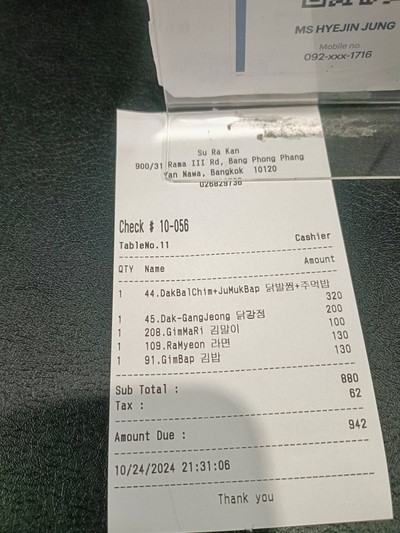 MS HYEJIN JUNG
Mobile no.
092-xxx-1716
Su Ra Kan
900/31 Rama III Rd, Bang Phong Phang
Yan Nawa, Bangkok 10120
026829736
Check # 10-056
TableNo.11 Cashier
QTY Name Amount
1 44.DakBalChim+JuMukBap 닭발찜+주먹밥
320
1 45.Dak-GangJeong 닭강정 200
1 208.GimMaRi 김말이 100
1 109.RaMyeon 라면 130
1 91.GimBap 김밥 130
Sub Total : 880
Tax : 62
Amount Due : 942
10/24/2024 21:31:06
Thank you